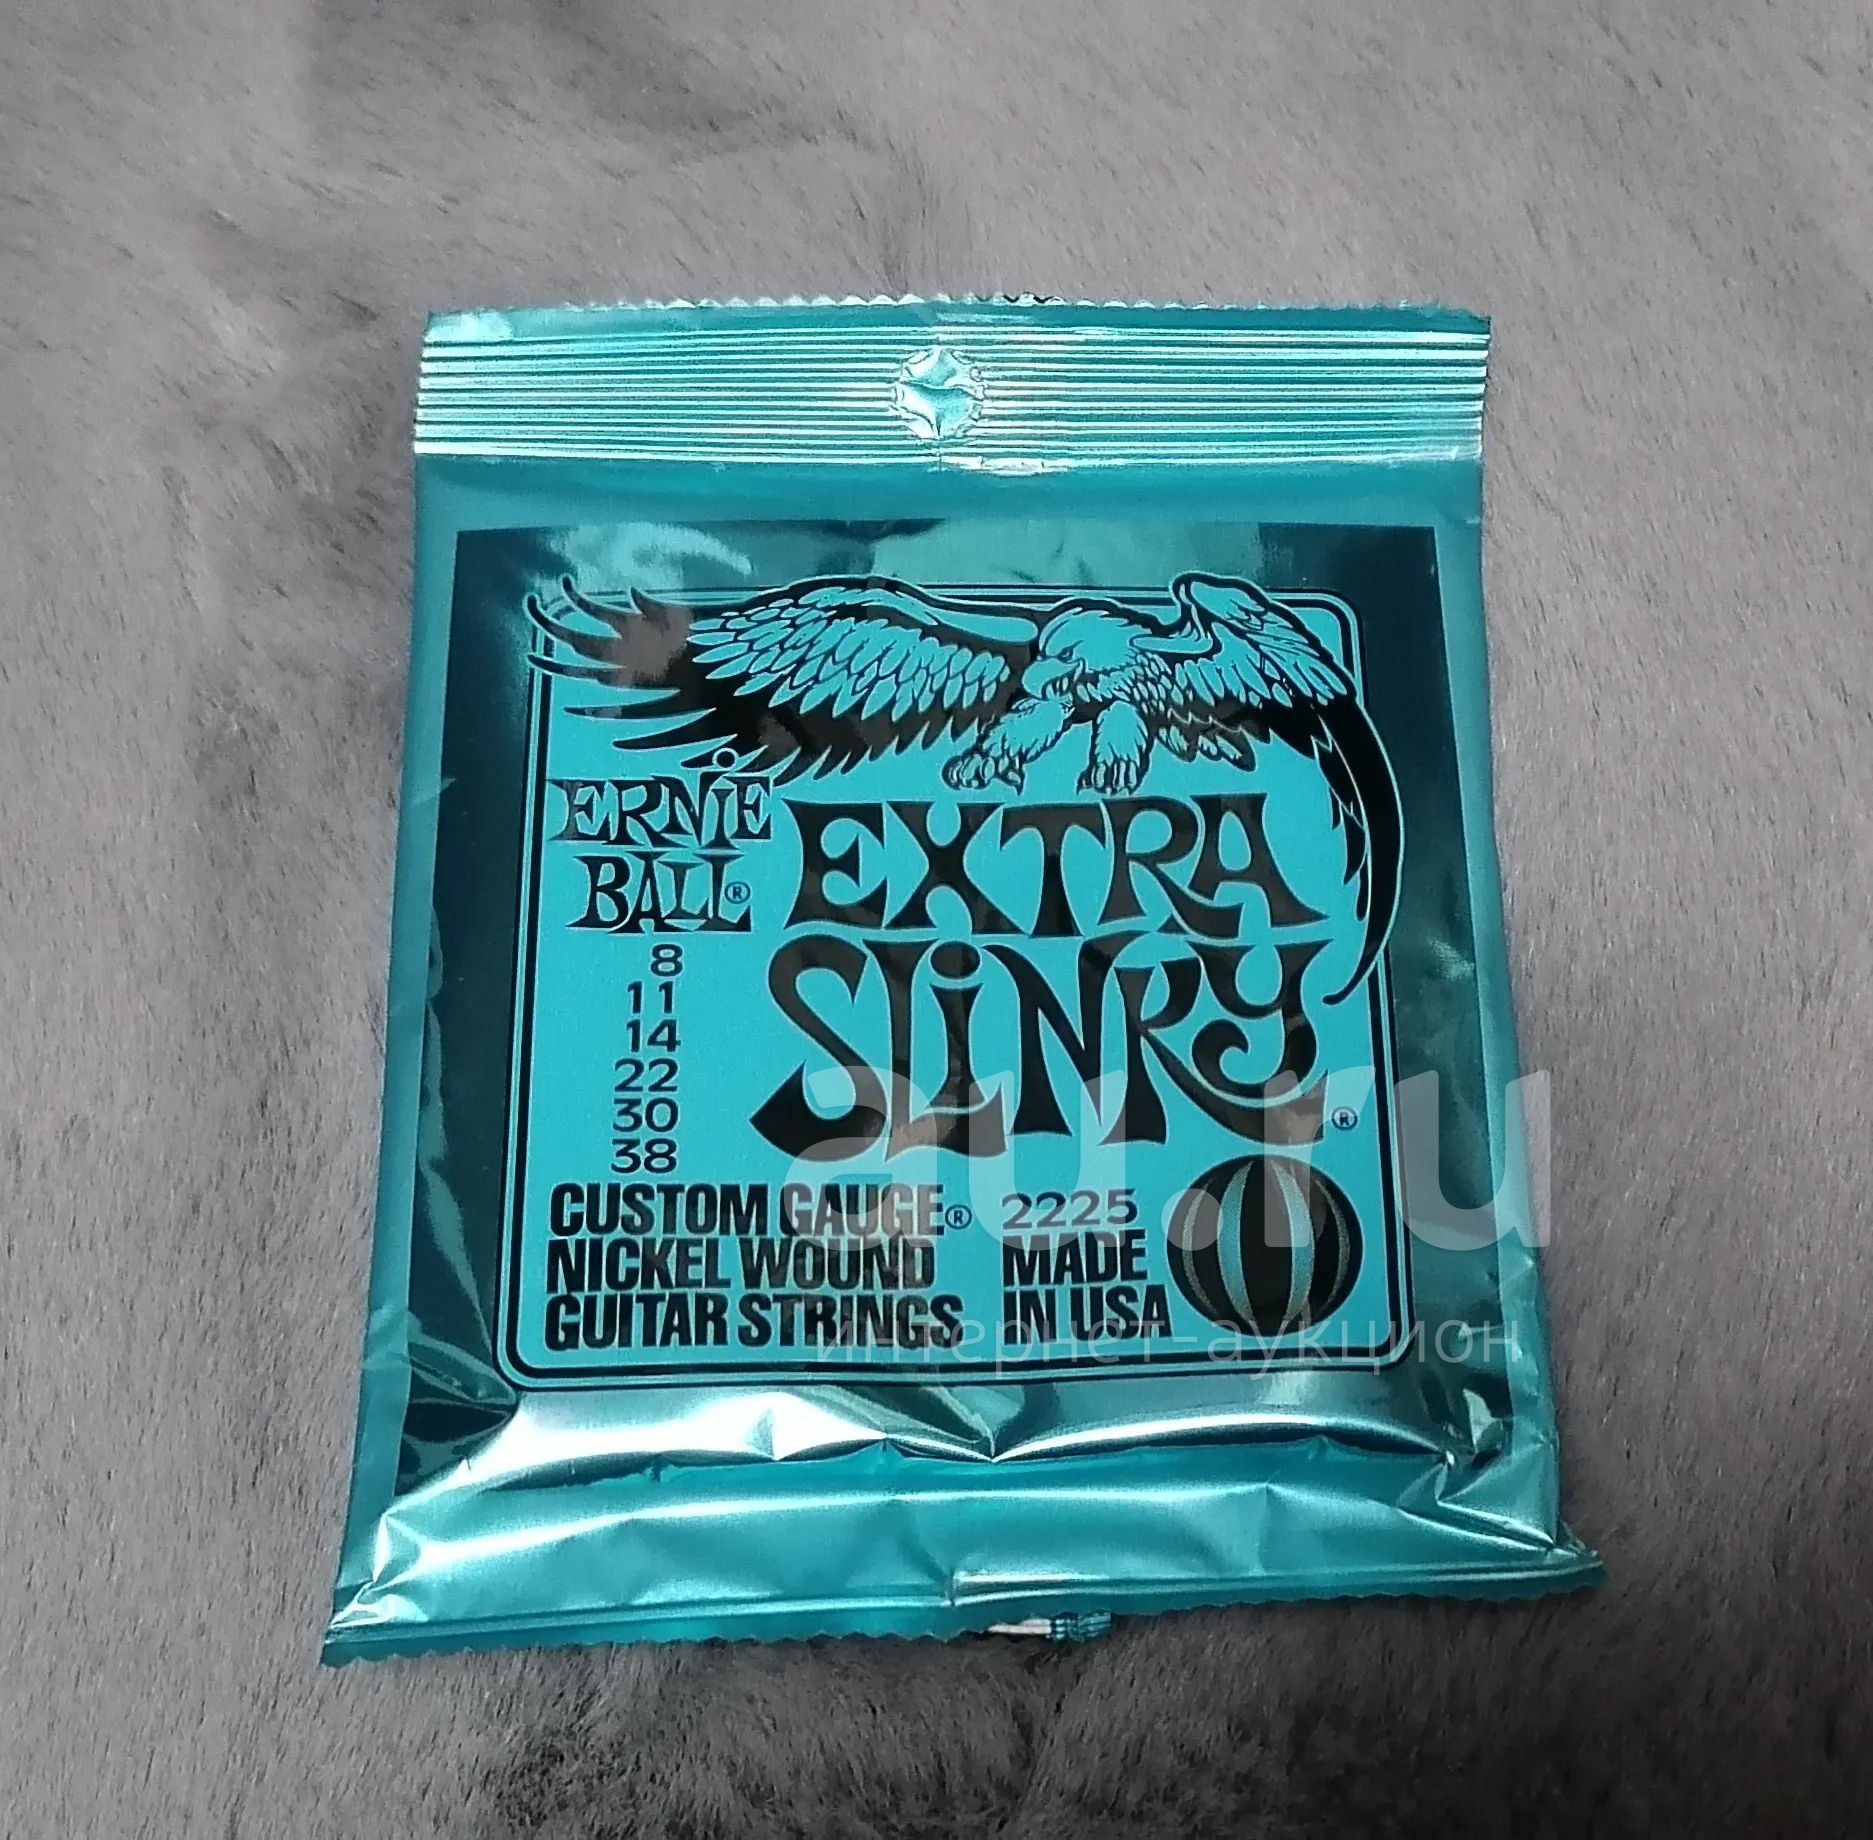 ERNiE
BALL®
EXTRA
SLiNKY®
8
11
14
22
30
38
CUSTOM GAUGE®
NICKEL WOUND
GUITAR STRINGS
2225
MADE
IN USA
au.ru
интернет-аукцион